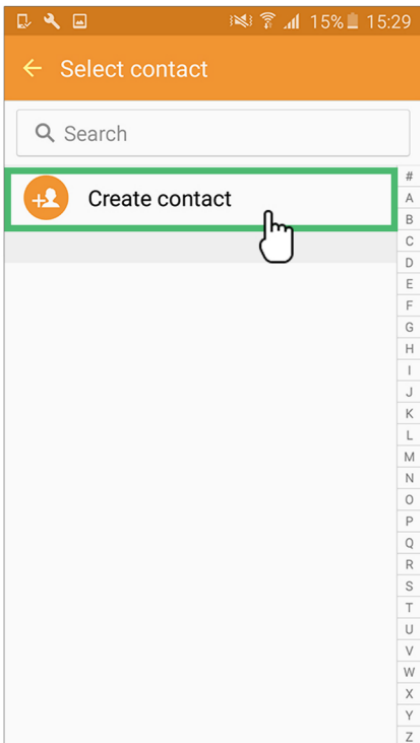 15% 15:29
Select contact
Search
Create contact
#
A
B
C
D
E
F
G
H
I
J
K
L
M
N
O
P
Q
R
S
T
U
V
W
X
Y
Z